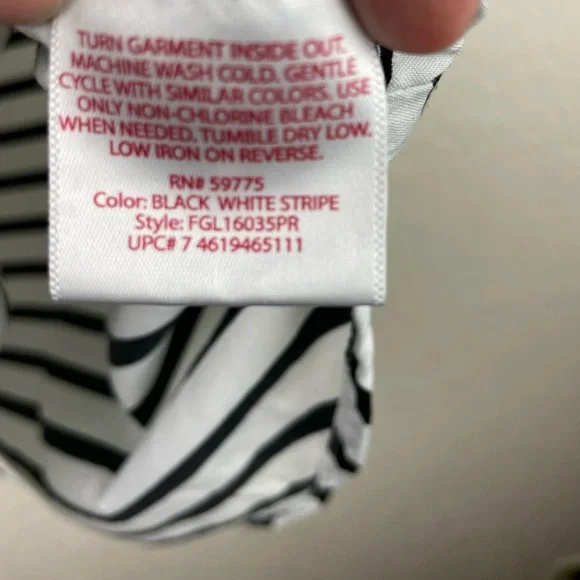 TURN GARMENT INSIDE OUT.
MACHINE WASH COLD. GENTLE
CYCLE WITH SIMILAR COLORS. USE
ONLY NON-CHLORINE BLEACH
WHEN NEEDED. TUMBLE DRY LOW.
LOW IRON ON REVERSE.
RN# 59775
Color: BLACK WHITE STRIPE
Style: FGL16035PR
UPC# 7 4619465111